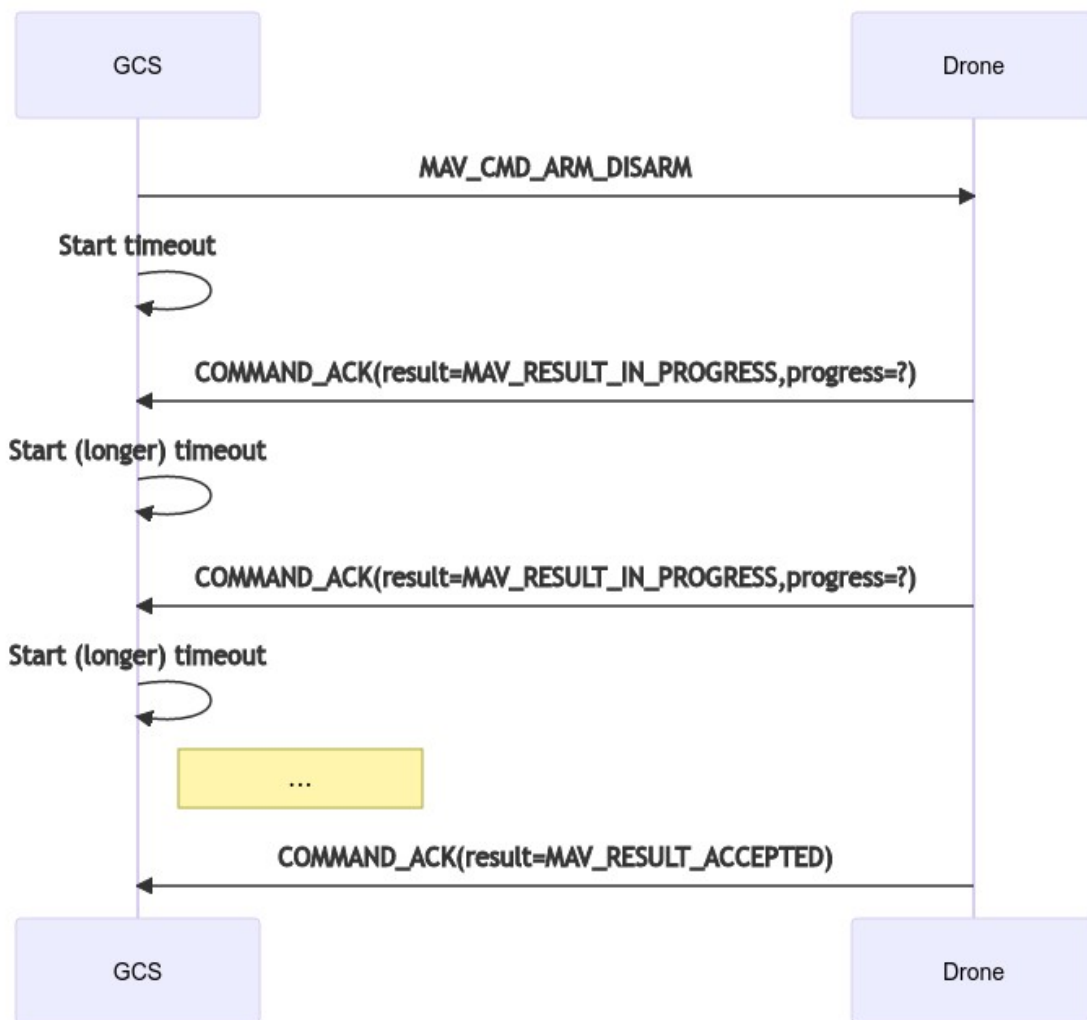 GCS
Drone
MAV_CMD_ARM_DISARM
Start timeout
COMMAND_ACK(result=MAV_RESULT_IN_PROGRESS,progress=?)
Start (longer) timeout
COMMAND_ACK(result=MAV_RESULT_IN_PROGRESS,progress=?)
Start (longer) timeout
...
COMMAND_ACK(result=MAV_RESULT_ACCEPTED)
GCS
Drone